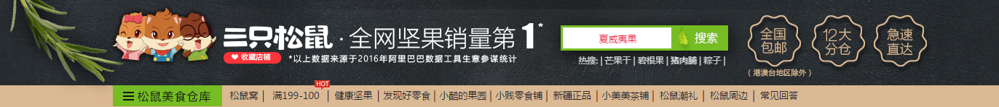 三只松鼠·全网坚果销量第1*
收藏店铺
*以上数据来源于2016年阿里巴巴数据工具生意参谋统计
夏威夷果
搜索
热搜: | 芒果干 | 碧根果 | 猪肉脯 | 粽子 |
全国
包邮
(港澳台地区除外)
12大
分仓
急速
直达
松鼠美食仓库
松鼠窝 | 满199-100 | 健康坚果 | 发现好零食 | 小酷的果园 | 小贱零食铺 | 新疆正品 | 小美美茶铺 | 松鼠潮礼 | 松鼠周边 | 常见回答
HOT